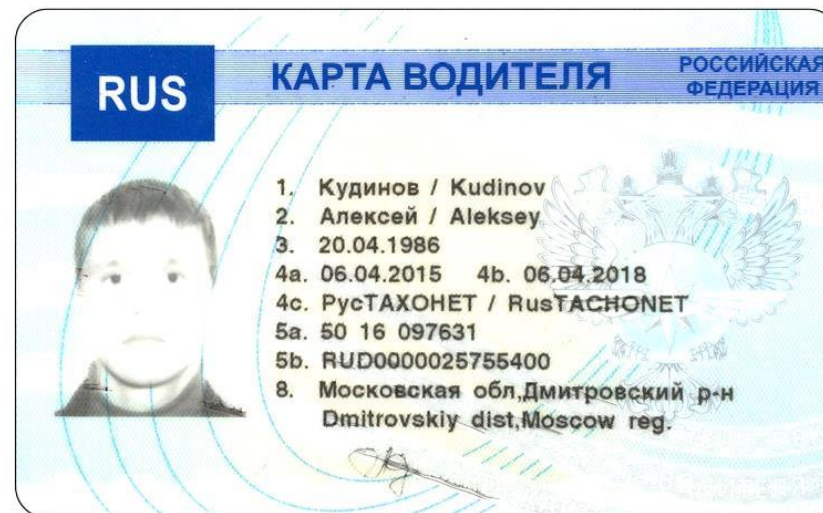 RUS
КАРТА ВОДИТЕЛЯ
РОССИЙСКАЯ
ФЕДЕРАЦИЯ
1. Кудинов / Kudinov
2. Алексей / Aleksey
3. 20.04.1986
4a. 06.04.2015 4b. 06.04.2018
4c. РусТАХОНЕТ / RusTACHONET
5a. 50 16 097631
5b. RUD0000025755400
8. Московская обл,Дмитровский р-н
Dmitrovskiy dist,Moscow reg.